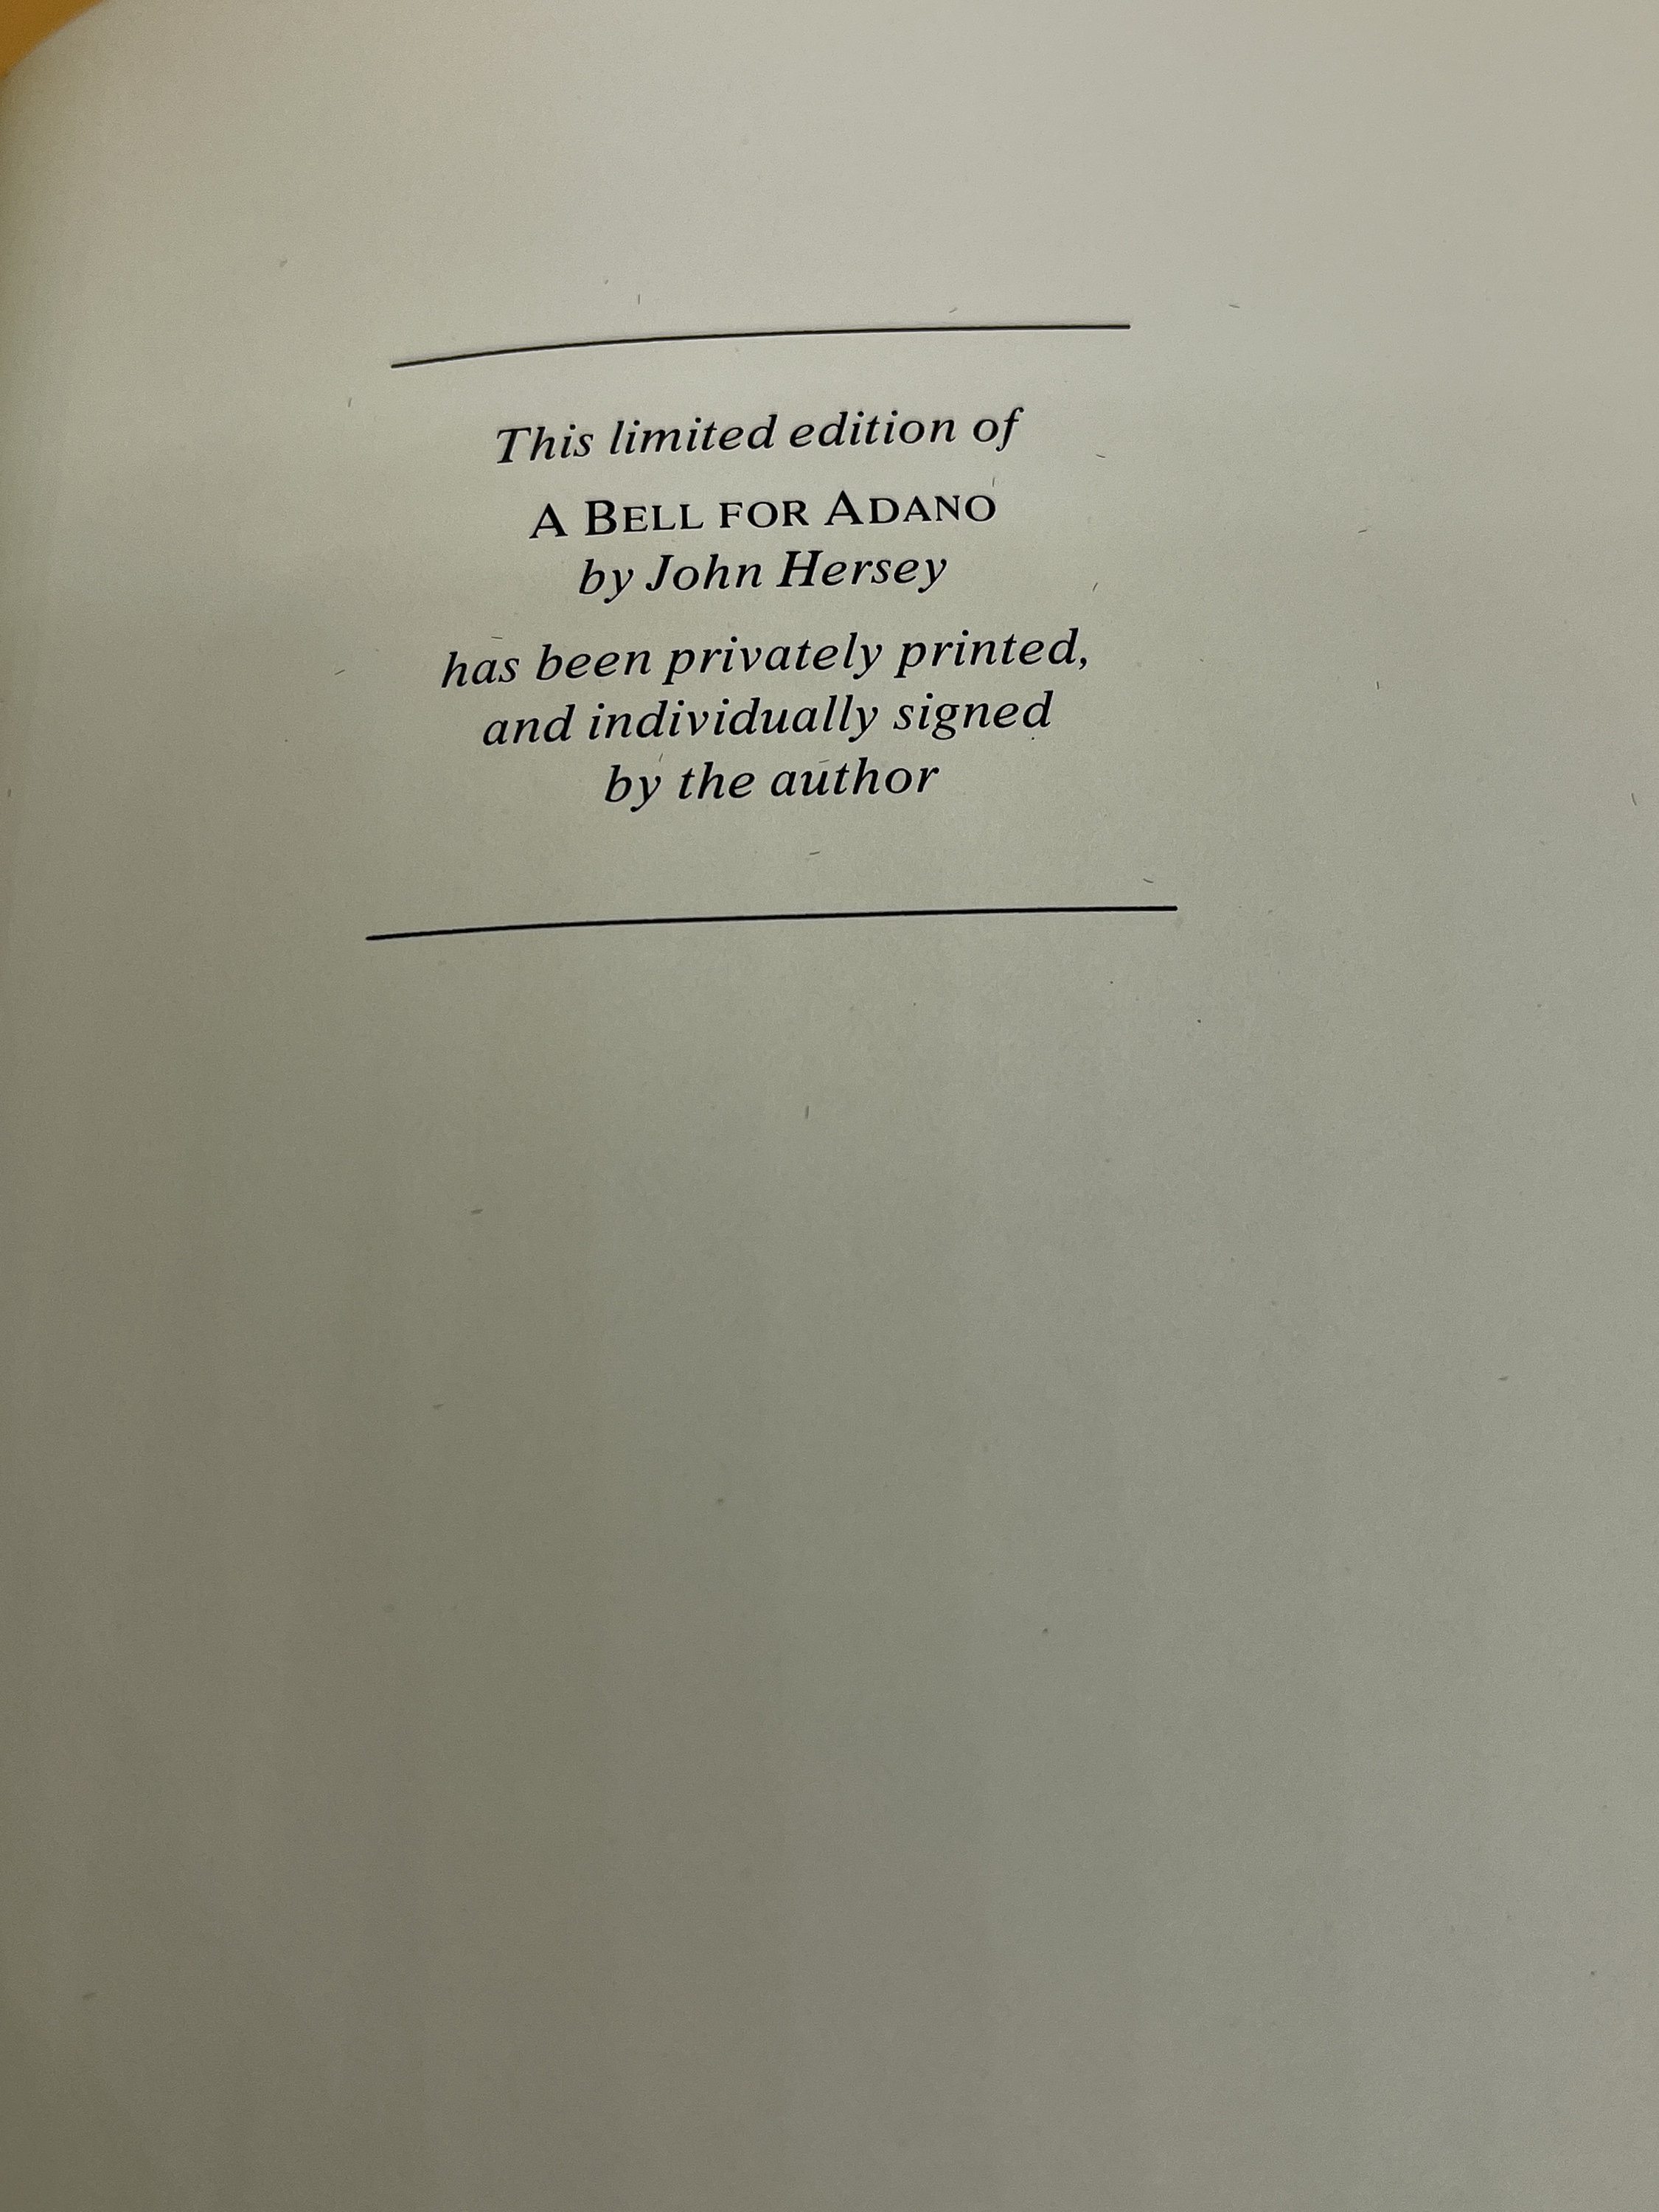 This limited edition of
A BELL FOR ADANO
by John Hersey
has been privately printed,
and individually signed
by the author